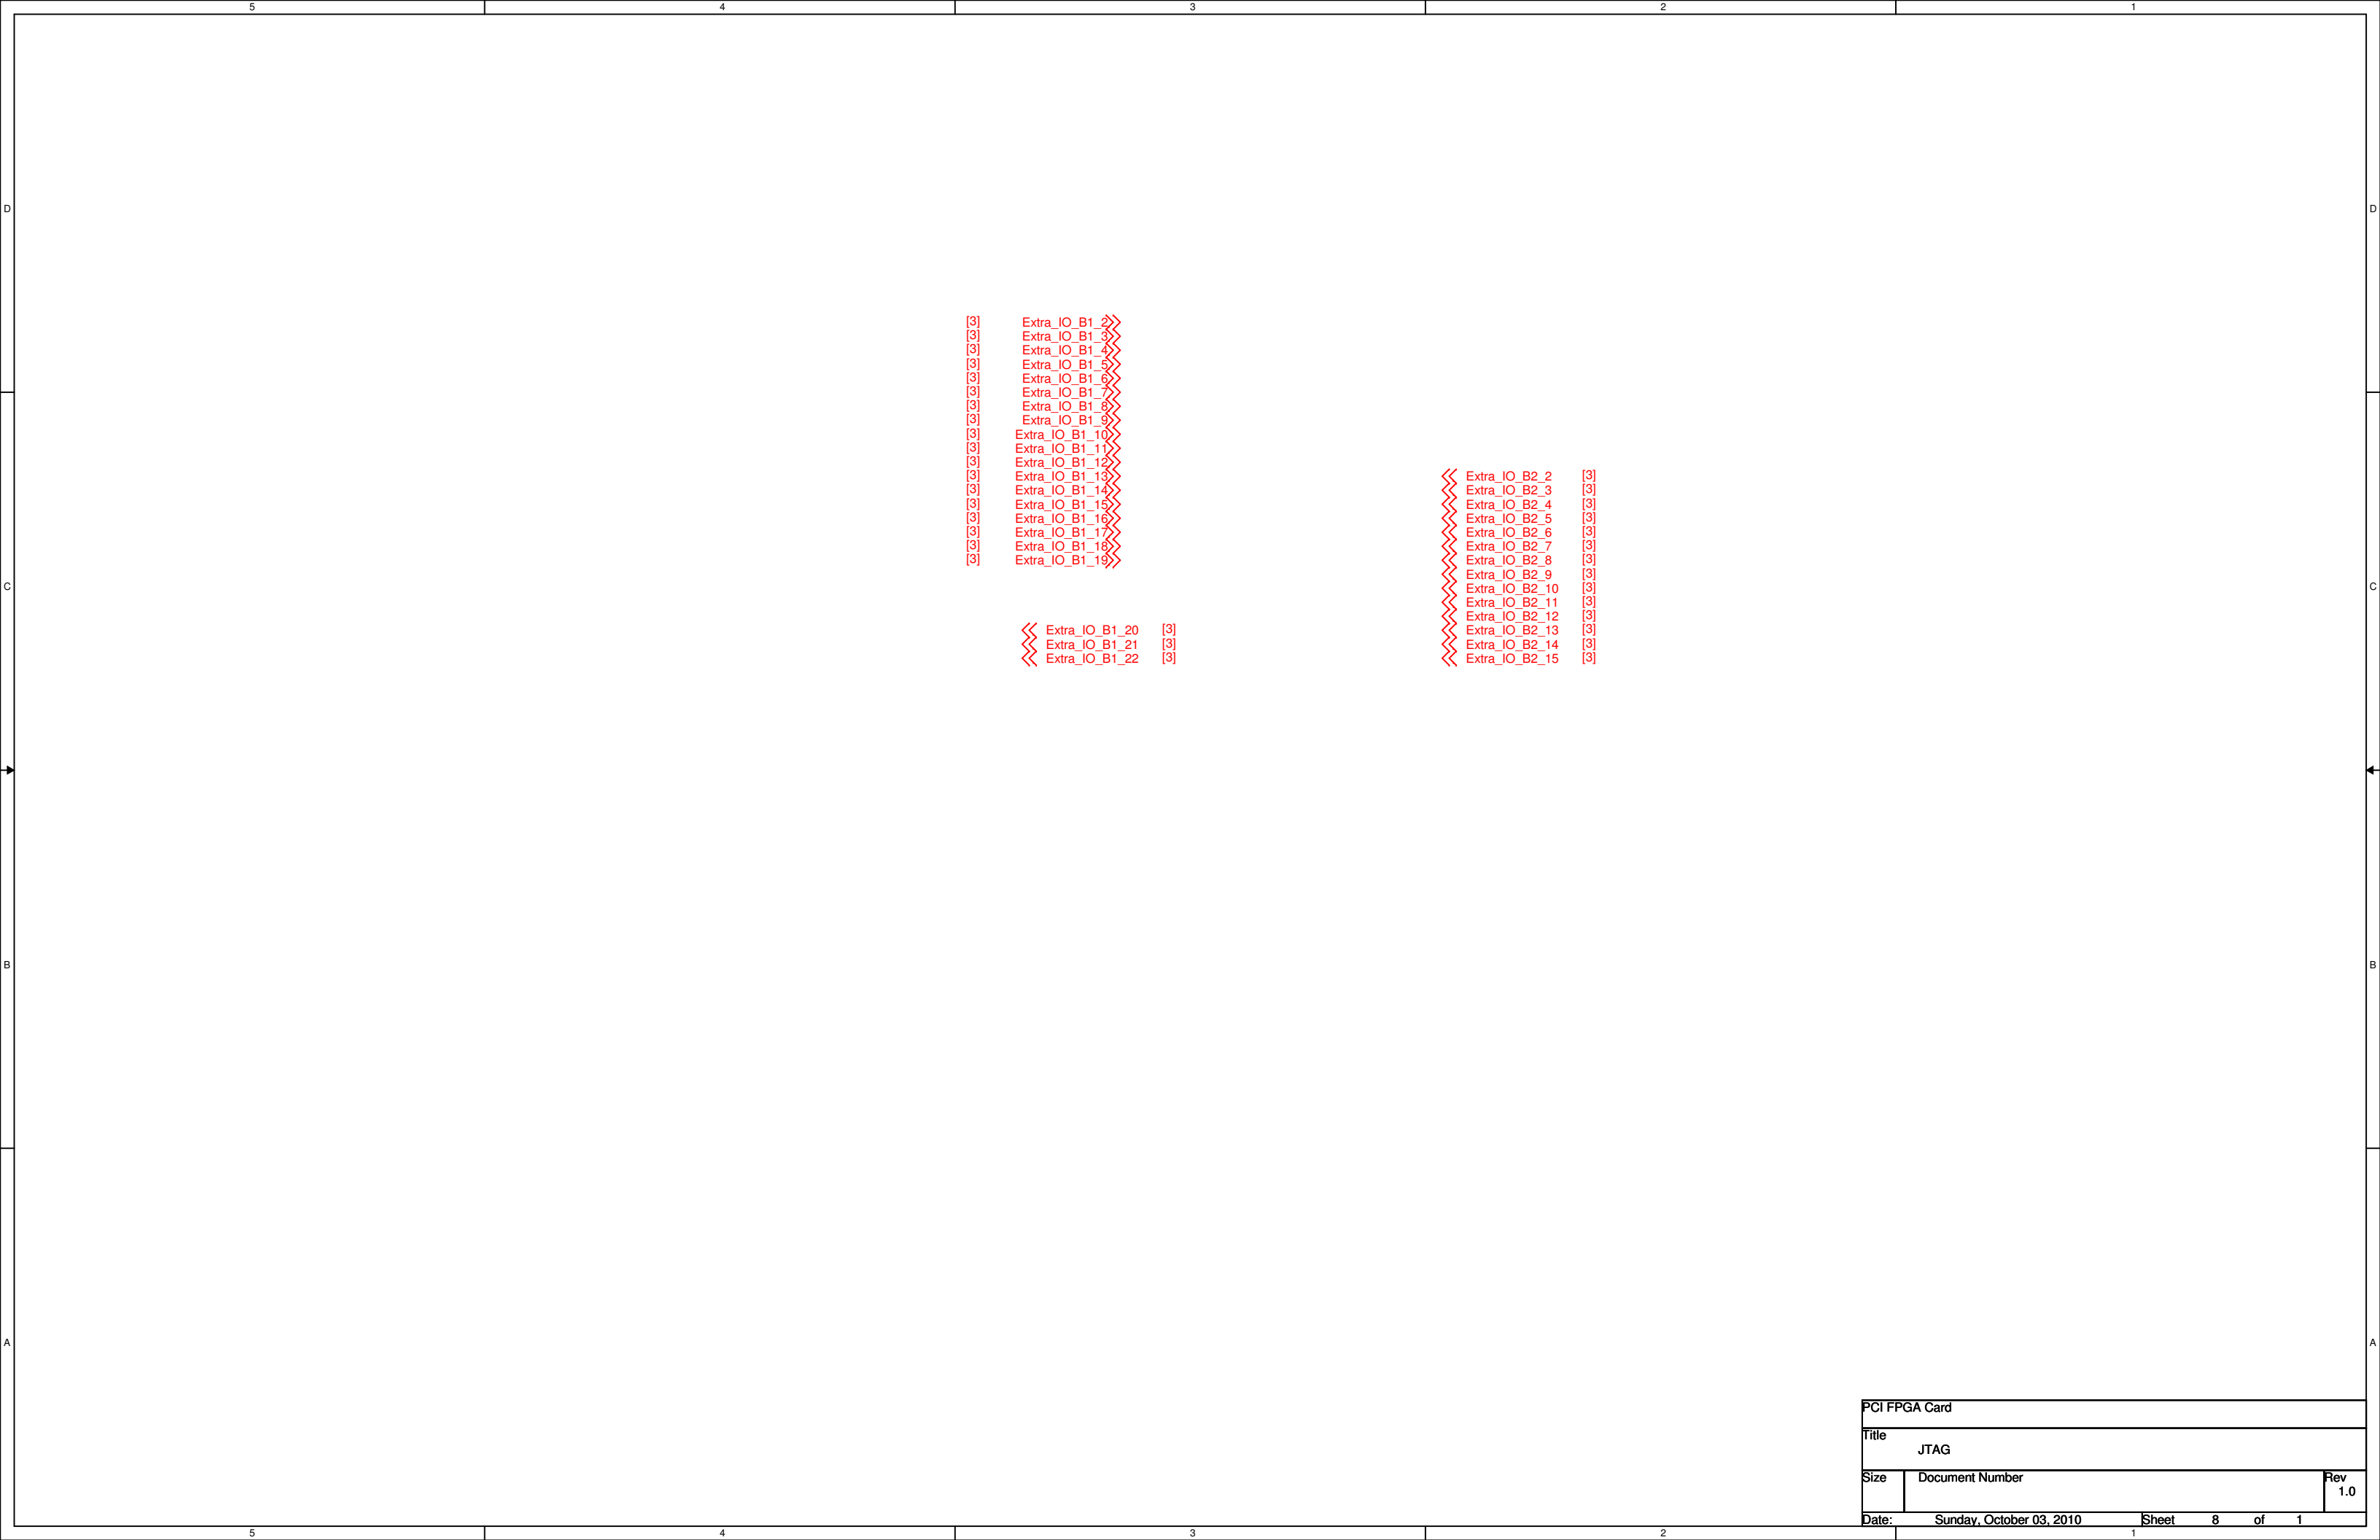 5 4 3 2 1
D D
[3] Extra_IO_B1_2
[3] Extra_IO_B1_3
[3] Extra_IO_B1_4
[3] Extra_IO_B1_5
[3] Extra_IO_B1_6
[3] Extra_IO_B1_7
[3] Extra_IO_B1_8
[3] Extra_IO_B1_9
[3] Extra_IO_B1_10
[3] Extra_IO_B1_11
[3] Extra_IO_B1_12
[3] Extra_IO_B1_13
[3] Extra_IO_B1_14
[3] Extra_IO_B1_15
[3] Extra_IO_B1_16
[3] Extra_IO_B1_17
[3] Extra_IO_B1_18
[3] Extra_IO_B1_19
Extra_IO_B2_2 [3]
Extra_IO_B2_3 [3]
Extra_IO_B2_4 [3]
Extra_IO_B2_5 [3]
Extra_IO_B2_6 [3]
Extra_IO_B2_7 [3]
Extra_IO_B2_8 [3]
Extra_IO_B2_9 [3]
Extra_IO_B2_10 [3]
Extra_IO_B2_11 [3]
Extra_IO_B2_12 [3]
Extra_IO_B2_13 [3]
Extra_IO_B2_14 [3]
Extra_IO_B2_15 [3]
C C
Extra_IO_B1_20 [3]
Extra_IO_B1_21 [3]
Extra_IO_B1_22 [3]
B B
A A
PCI FPGA Card
Title
JTAG
Size Document Number Rev
1.0
Date: Sunday, October 03, 2010 Sheet 8 of 1
5 4 3 2 1